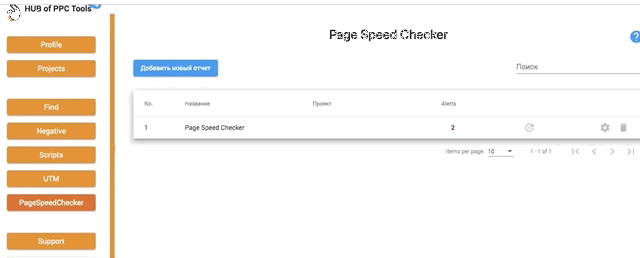 HUB of PPC Tools
Profile
Projects
Find
Negative
Scripts
UTM
PageSpeedChecker
Support
Page Speed Checker
?
Добавить новый отчет
Поиск
No. Название Проект Alerts
1 Page Speed Checker 2
Items per page: 10 1 - 1 of 1